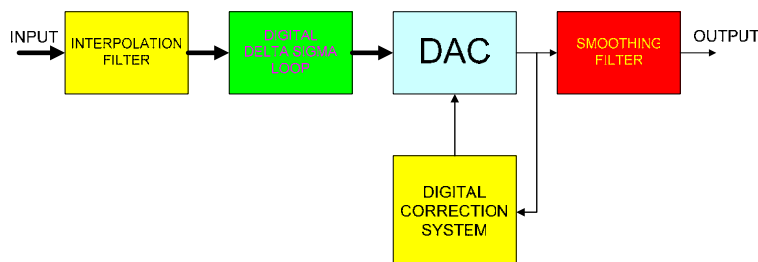 INPUT
INTERPOLATION
FILTER
DIGITAL
DELTA SIGMA
LOOP
DAC
SMOOTHING
FILTER
OUTPUT
DIGITAL
CORRECTION
SYSTEM